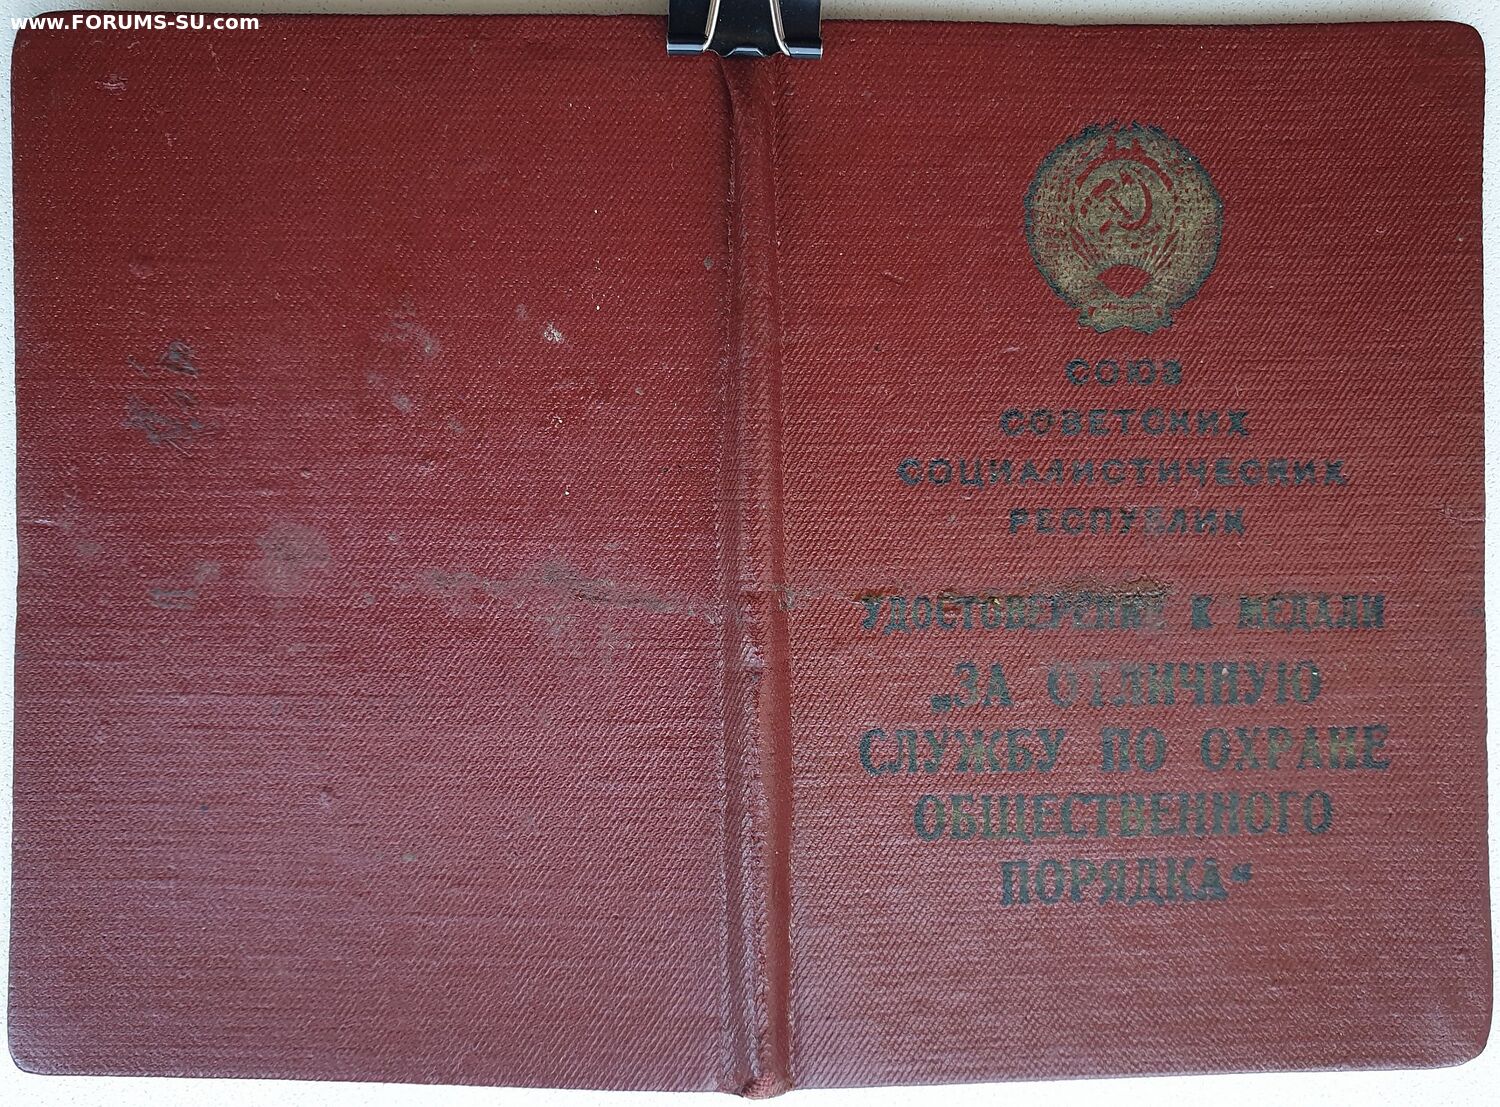 www.FORUMS-SU.com
СОЮЗ
СОВЕТСКИХ
СОЦИАЛИСТИЧЕСКИХ
РЕСПУБЛИК
УДОСТОВЕРЕНИЕ К МЕДАЛИ
„ЗА ОТЛИЧНУЮ
СЛУЖБУ ПО ОХРАНЕ
ОБЩЕСТВЕННОГО
ПОРЯДКА“